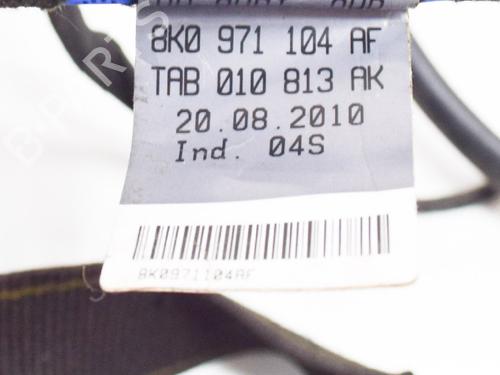 8K0 971 104 AF
TAB 010 813 AK
20.08.2010
Ind. 04S
8K0971104AF